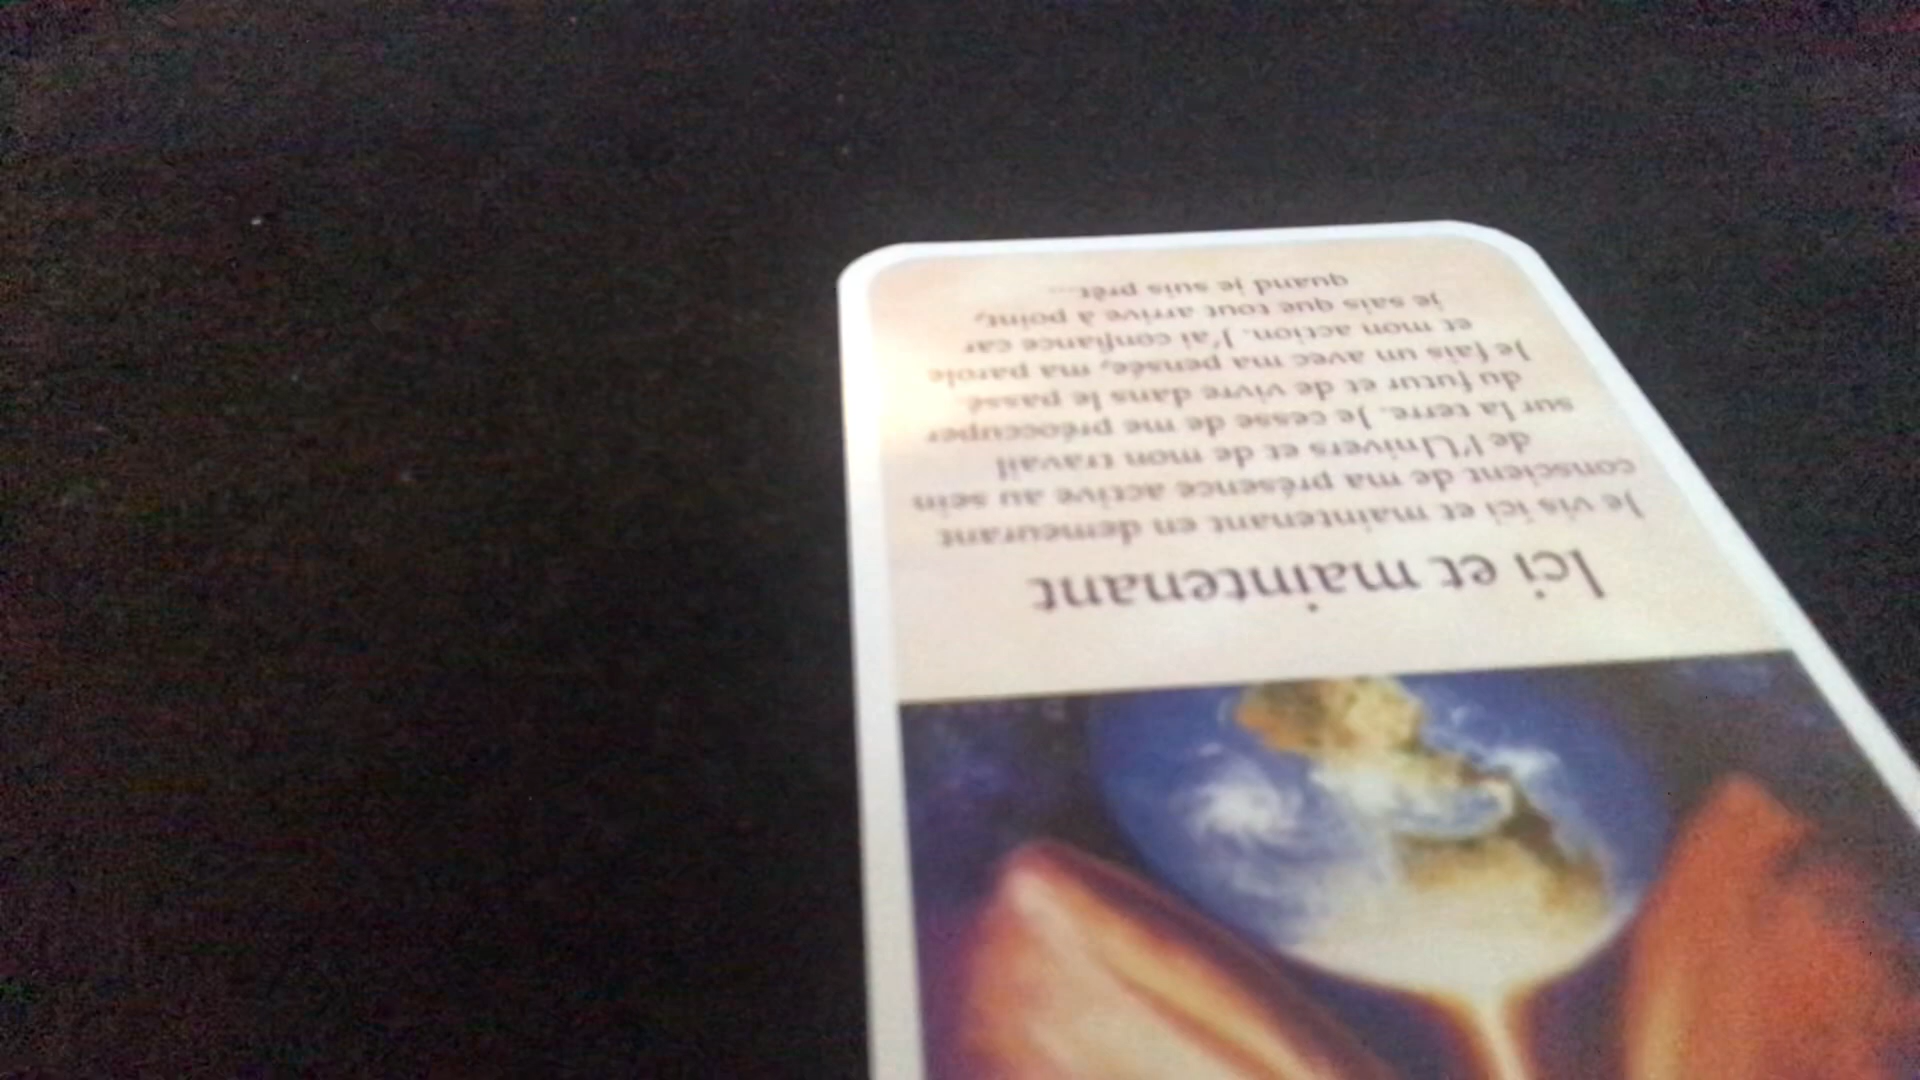 Ici et maintenant
Je vis ici et maintenant en demeurant
conscient de ma présence active au sein
de l'Univers et de mon travail
sur la terre. Je cesse de me préoccuper
du futur et de vivre dans le passé.
Je fais un avec ma pensée, ma parole
et mon action. J'ai confiance car
je sais que tout arrive à point,
quand je suis prêt...